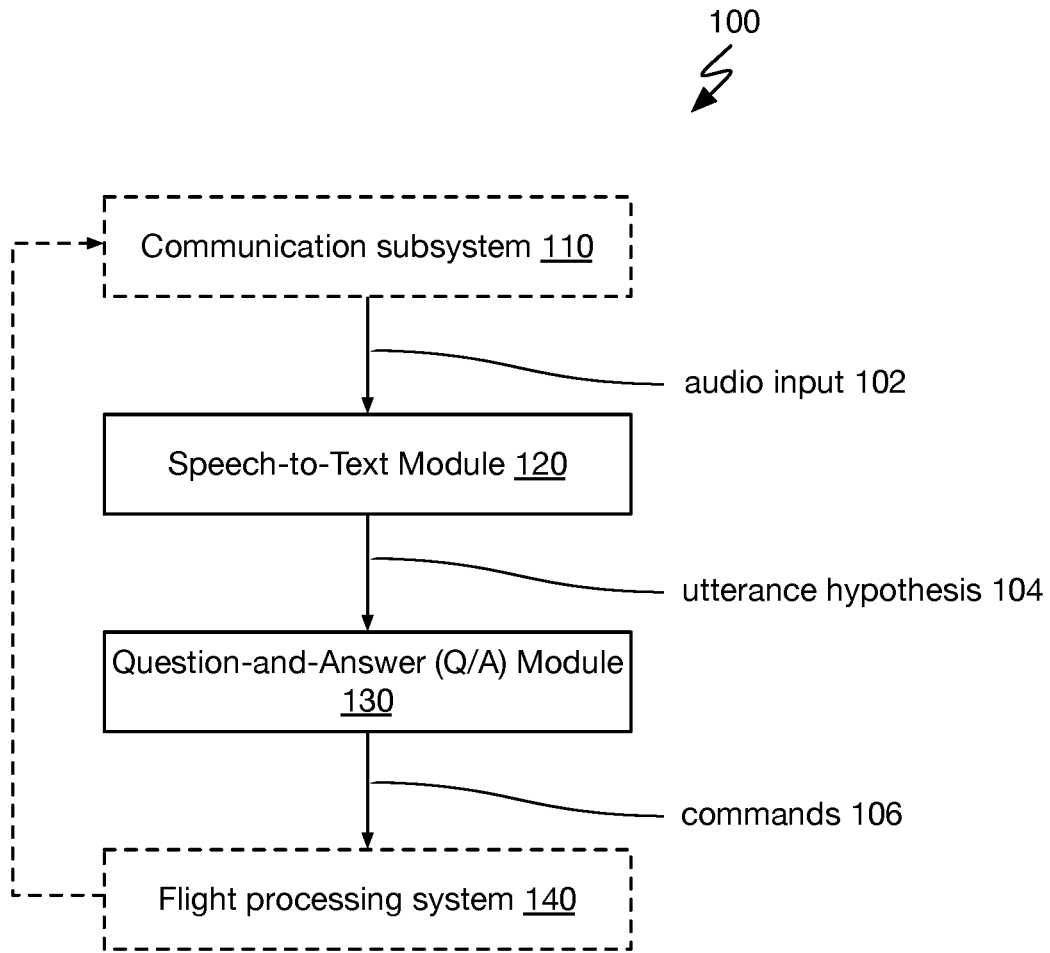 100
Communication subsystem 110
audio input 102
Speech-to-Text Module 120
utterance hypothesis 104
Question-and-Answer (Q/A) Module
130
commands 106
Flight processing system 140